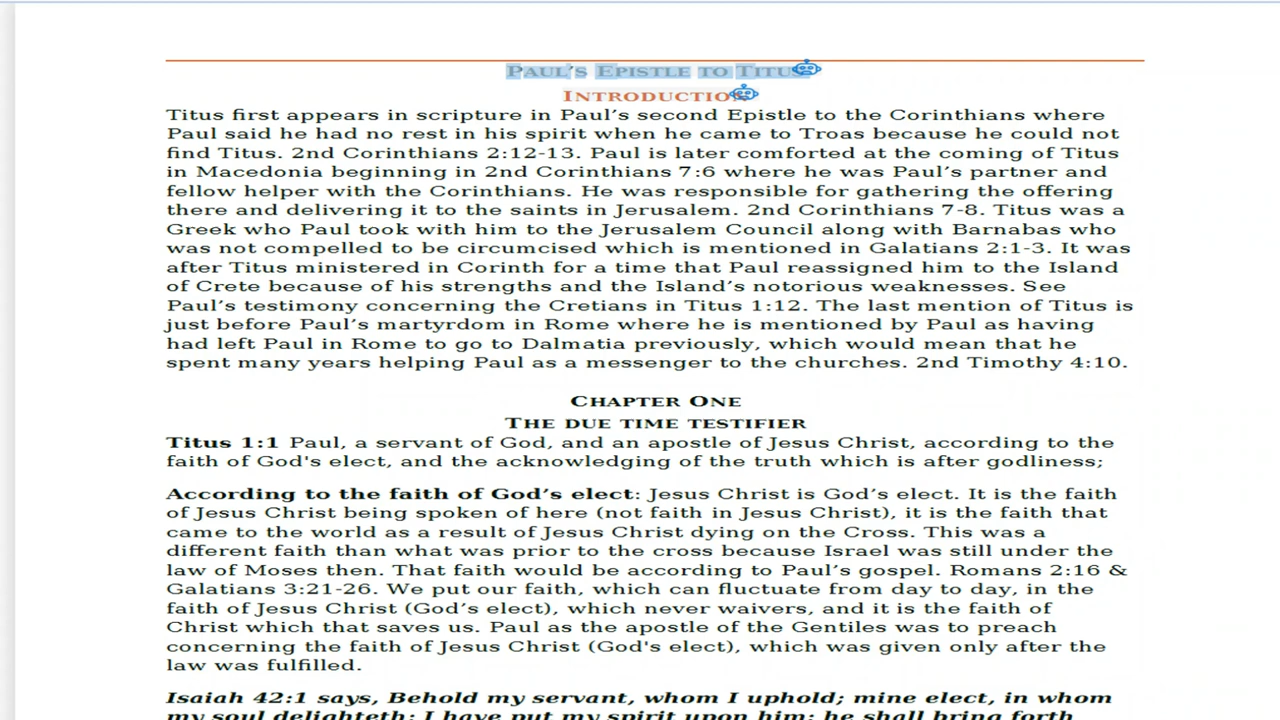 PAUL'S EPISTLE TO TITUS
INTRODUCTION
Titus first appears in scripture in Paul’s second Epistle to the Corinthians where
Paul said he had no rest in his spirit when he came to Troas because he could not
find Titus. 2nd Corinthians 2:12-13. Paul is later comforted at the coming of Titus
in Macedonia beginning in 2nd Corinthians 7:6 where he was Paul’s partner and
fellow helper with the Corinthians. He was responsible for gathering the offering
there and delivering it to the saints in Jerusalem. 2nd Corinthians 7-8. Titus was a
Greek who Paul took with him to the Jerusalem Council along with Barnabas who
was not compelled to be circumcised which is mentioned in Galatians 2:1-3. It was
after Titus ministered in Corinth for a time that Paul reassigned him to the Island
of Crete because of his strengths and the Island’s notorious weaknesses. See
Paul’s testimony concerning the Cretians in Titus 1:12. The last mention of Titus is
just before Paul’s martyrdom in Rome where he is mentioned by Paul as having
had left Paul in Rome to go to Dalmatia previously, which would mean that he
spent many years helping Paul as a messenger to the churches. 2nd Timothy 4:10.
CHAPTER ONE
THE DUE TIME TESTIFIER
Titus 1:1 Paul, a servant of God, and an apostle of Jesus Christ, according to the
faith of God's elect, and the acknowledging of the truth which is after godliness;
According to the faith of God’s elect: Jesus Christ is God’s elect. It is the faith
of Jesus Christ being spoken of here (not faith in Jesus Christ), it is the faith that
came to the world as a result of Jesus Christ dying on the Cross. This was a
different faith than what was prior to the cross because Israel was still under the
law of Moses then. That faith would be according to Paul’s gospel. Romans 2:16 &
Galatians 3:21-26. We put our faith, which can fluctuate from day to day, in the
faith of Jesus Christ (God’s elect), which never waivers, and it is the faith of
Christ which that saves us. Paul as the apostle of the Gentiles was to preach
concerning the faith of Jesus Christ (God's elect), which was given only after the
law was fulfilled.
Isaiah 42:1 says, Behold my servant, whom I uphold; mine elect, in whom
my soul delighteth; I have put my spirit upon him: he shall bring forth